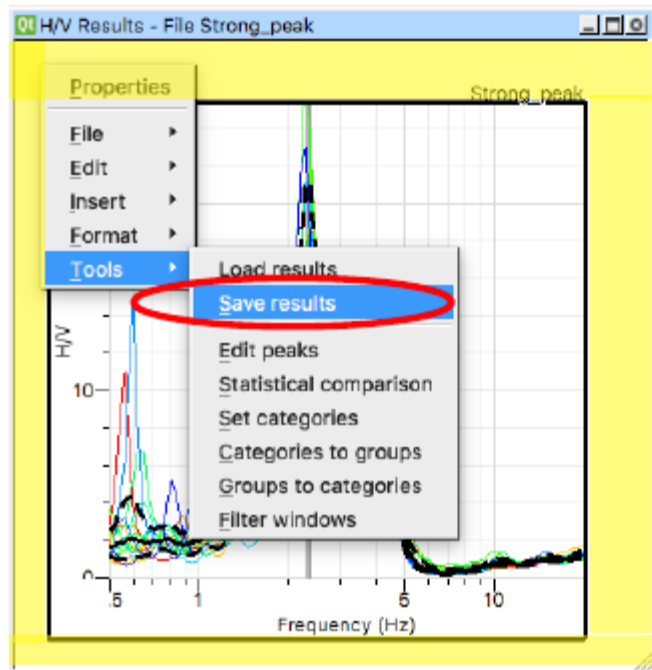 Qt H/V Results - File Strong_peak
Properties
Strong_peak
File
Edit
Insert
Format
Tools
Load results
Save results
Edit peaks
Statistical comparison
Set categories
Categories to groups
Groups to categories
Filter windows
H/V
10
0
.5 1 5 10
Frequency (Hz)